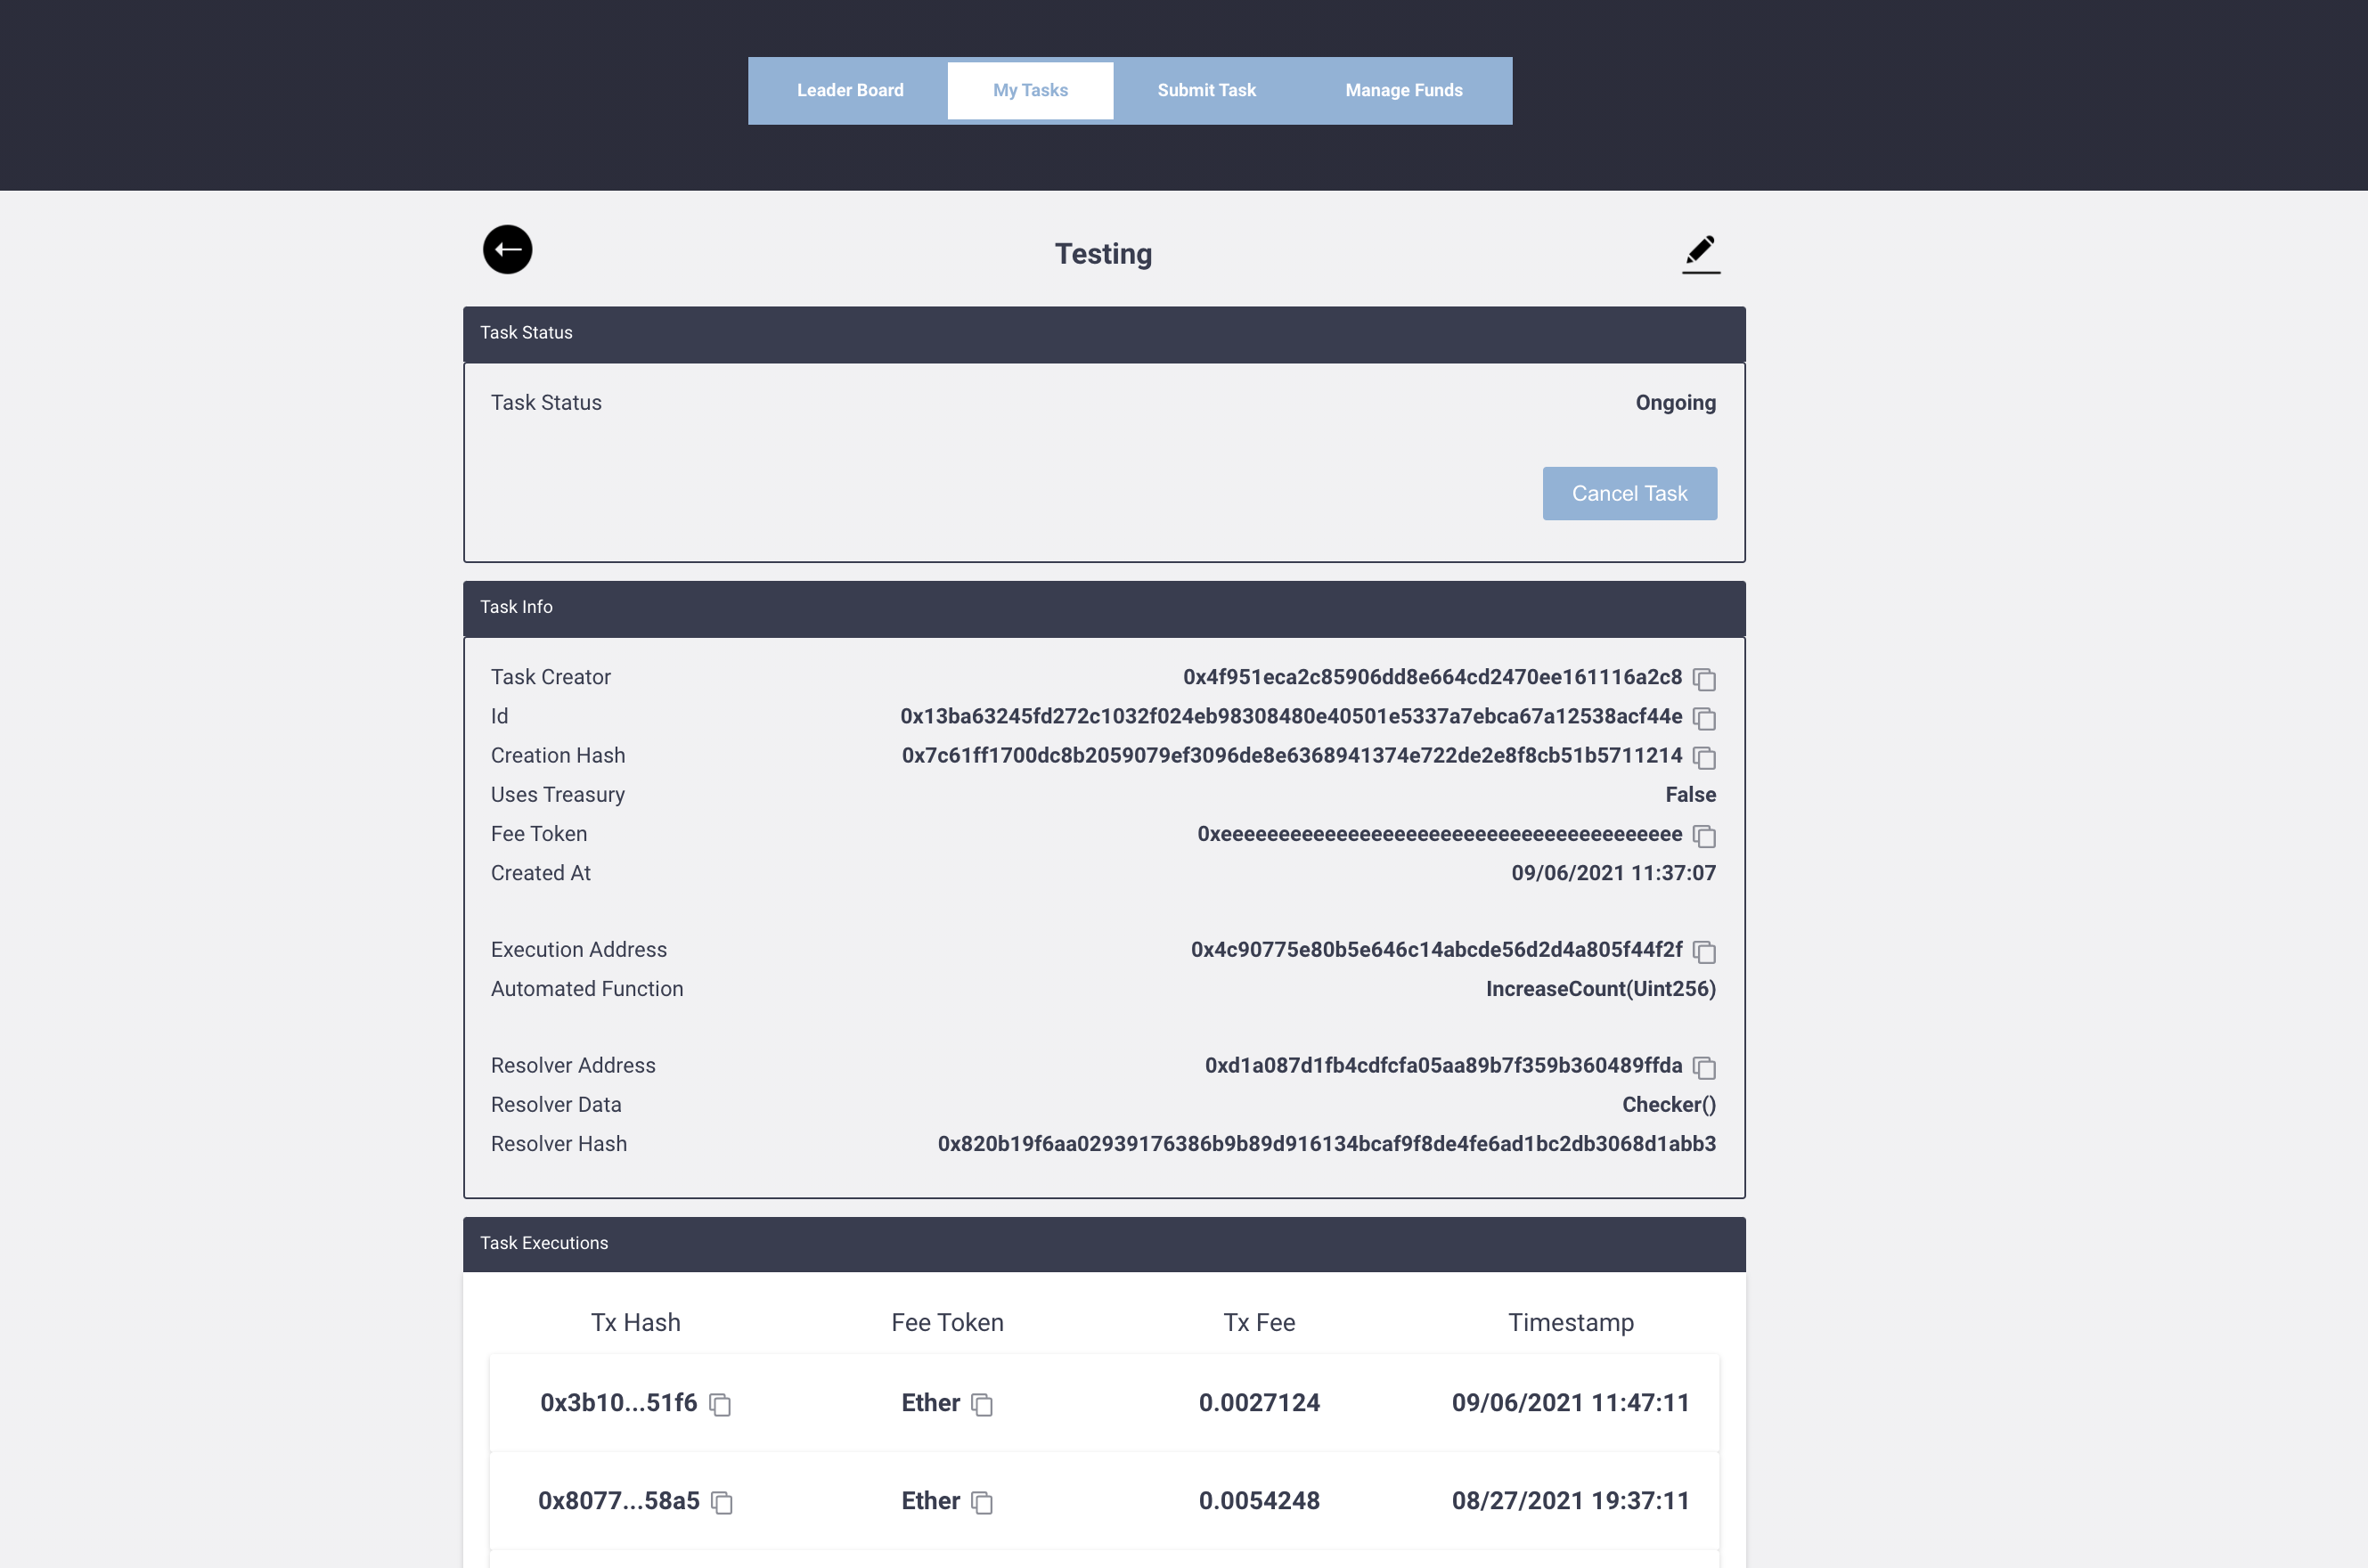 Leader Board My Tasks Submit Task Manage Funds
Testing
Task Status
Task Status Ongoing
Cancel Task
Task Info
Task Creator 0x4f951eca2c85906dd8e664cd2470ee161116a2c8
Id 0x13ba63245fd272c1032f024eb98308480e40501e5337a7ebca67a12538acf44e
Creation Hash 0x7c61ff1700dc8b2059079ef3096de8e6368941374e722de2e8f8cb51b5711214
Uses Treasury False
Fee Token 0xeeeeeeeeeeeeeeeeeeeeeeeeeeeeeeeeeeeeeeee
Created At 09/06/2021 11:37:07
Execution Address 0x4c90775e80b5e646c14abcde56d2d4a805f44f2f
Automated Function IncreaseCount(Uint256)
Resolver Address 0xd1a087d1fb4cdfcfa05aa89b7f359b360489ffda
Resolver Data Checker()
Resolver Hash 0x820b19f6aa02939176386b9b89d916134bcaf9f8de4fe6ad1bc2db3068d1abb3
Task Executions
Tx Hash Fee Token Tx Fee Timestamp
0x3b10...51f6 Ether 0.0027124 09/06/2021 11:47:11
0x8077...58a5 Ether 0.0054248 08/27/2021 19:37:11